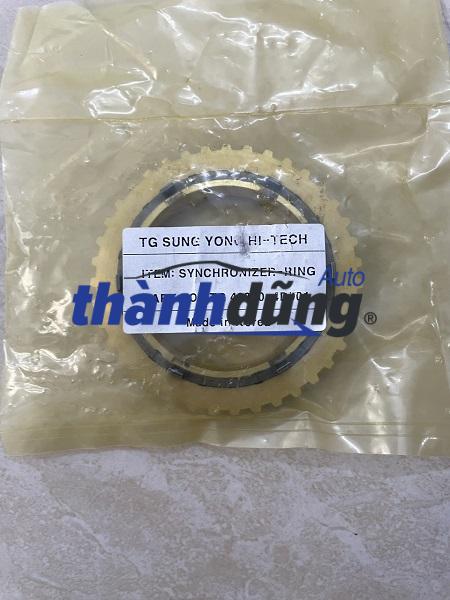 TG SUNG YONG HI-TECH
ITEM: SYNCHRONIZER-RING
Auto
thànhdũng®
Made in Korea